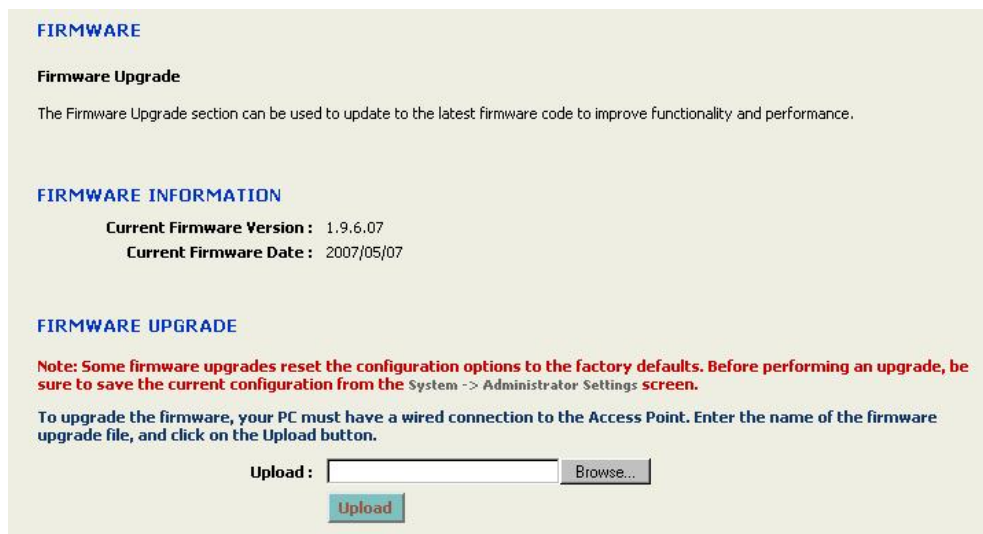 FIRMWARE
Firmware Upgrade
The Firmware Upgrade section can be used to update to the latest firmware code to improve functionality and performance.
FIRMWARE INFORMATION
Current Firmware Version : 1.9.6.07
Current Firmware Date : 2007/05/07
FIRMWARE UPGRADE
Note: Some firmware upgrades reset the configuration options to the factory defaults. Before performing an upgrade, be
sure to save the current configuration from the System -> Administrator Settings screen.
To upgrade the firmware, your PC must have a wired connection to the Access Point. Enter the name of the firmware
upgrade file, and click on the Upload button.
Upload : Browse...
Upload